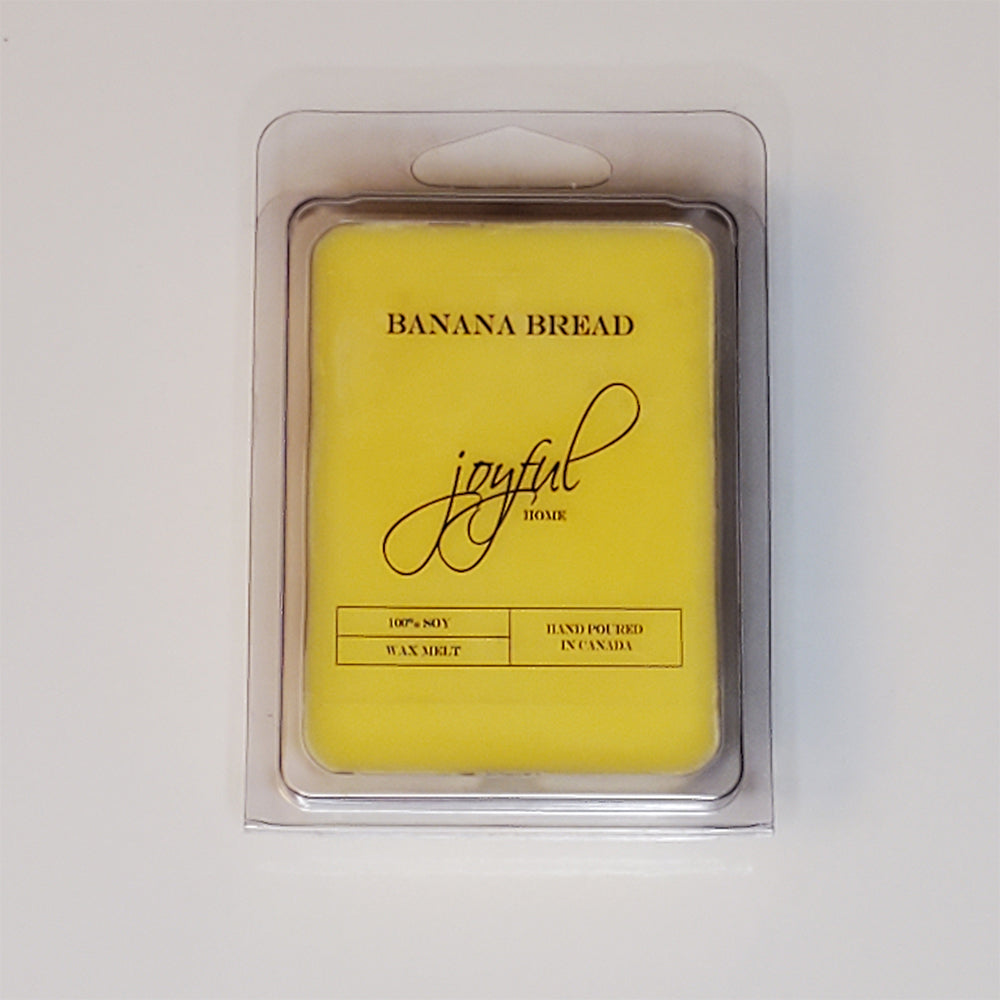 BANANA BREAD
joyful
HOME
100% SOY
WAX MELT
HAND POURED
IN CANADA